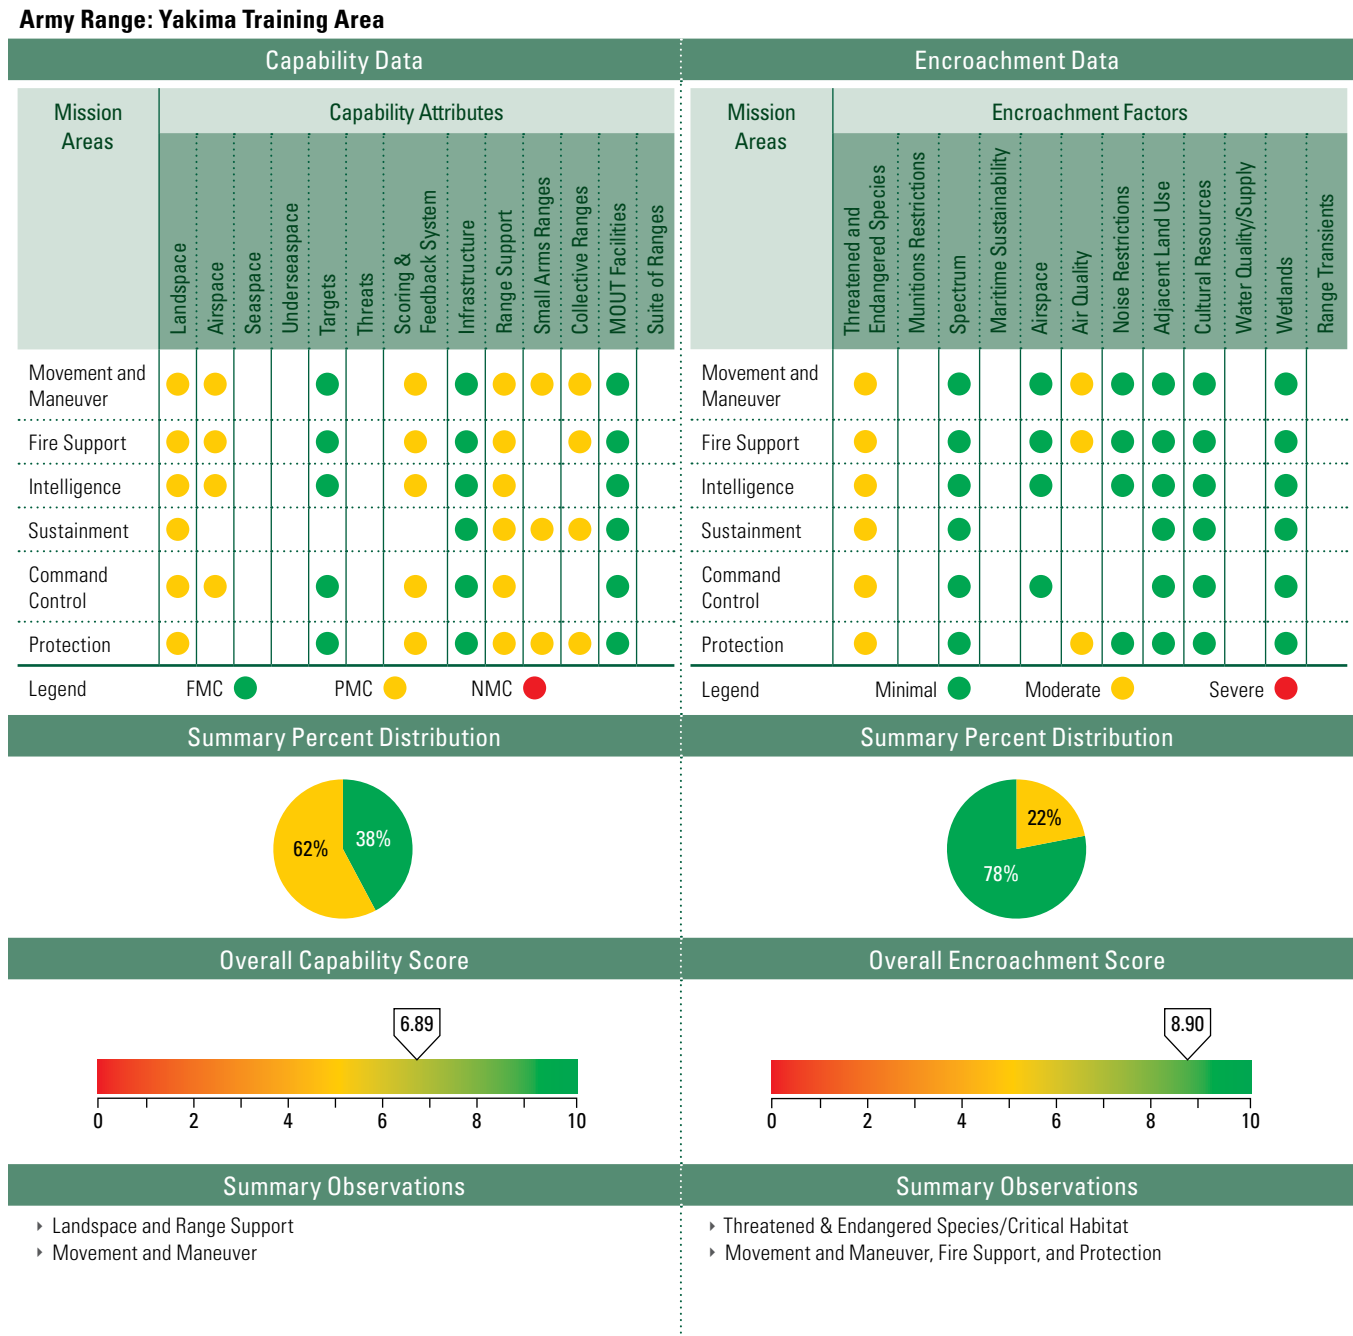 Army Range: Yakima Training Area
Capability Data
Mission
Areas
Capability Attributes
Landspace
Airspace
Seaspace
Underseaspace
Targets
Threats
Scoring &
Feedback System
Infrastructure
Range Support
Small Arms Ranges
Collective Ranges
MOUT Facilities
Suite of Ranges
Movement and
Maneuver
Fire Support
Intelligence
Sustainment
Command
Control
Protection
Legend FMC PMC NMC
Encroachment Data
Mission
Areas
Encroachment Factors
Threatened and
Endangered Species
Munitions Restrictions
Spectrum
Maritime Sustainability
Airspace
Air Quality
Noise Restrictions
Adjacent Land Use
Cultural Resources
Water Quality/Supply
Wetlands
Range Transients
Movement and
Maneuver
Fire Support
Intelligence
Sustainment
Command
Control
Protection
Legend Minimal Moderate Severe
Summary Percent Distribution
62%
38%
Summary Percent Distribution
22%
78%
Overall Capability Score
6.89
0 2 4 6 8 10
Overall Encroachment Score
8.90
0 2 4 6 8 10
Summary Observations
Landspace and Range Support
Movement and Maneuver
Summary Observations
Threatened & Endangered Species/Critical Habitat
Movement and Maneuver, Fire Support, and Protection